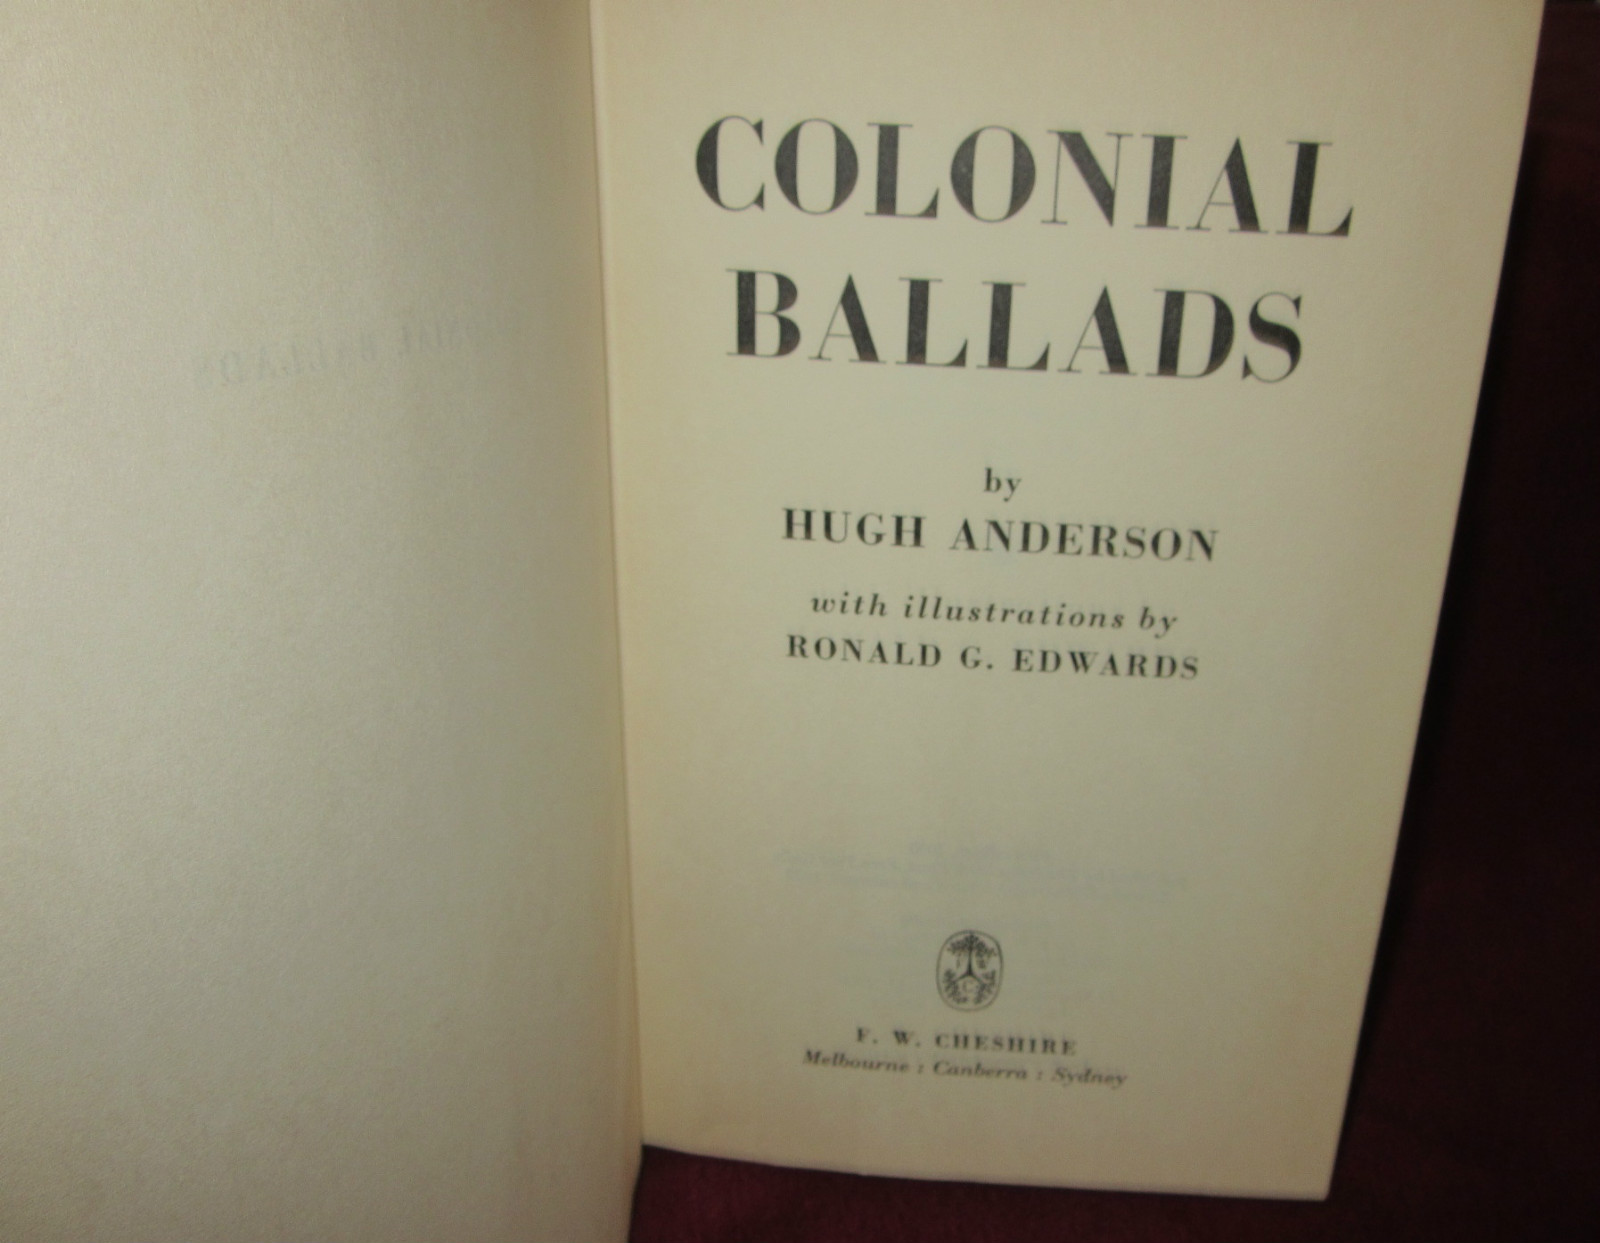 COLONIAL
BALLADS
by
HUGH ANDERSON
with illustrations by
RONALD G. EDWARDS
F. W. CHESHIRE
Melbourne : Canberra : Sydney